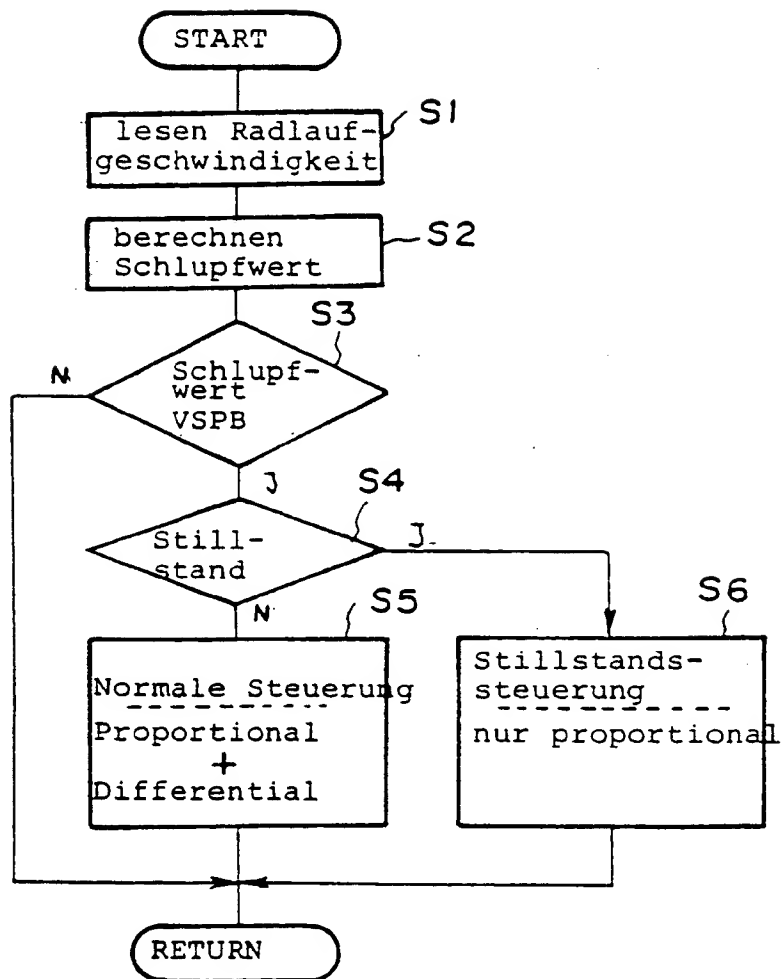 START
S1
lesen Radlauf-
geschwindigkeit
S2
berechnen
Schlupfwert
S3
N
Schlupf-
wert
VSPB
J
S4
Still-
stand
J
N
S5
Normale Steuerung
Proportional
+
Differential
S6
Stillstands-
steuerung
nur proportional
RETURN